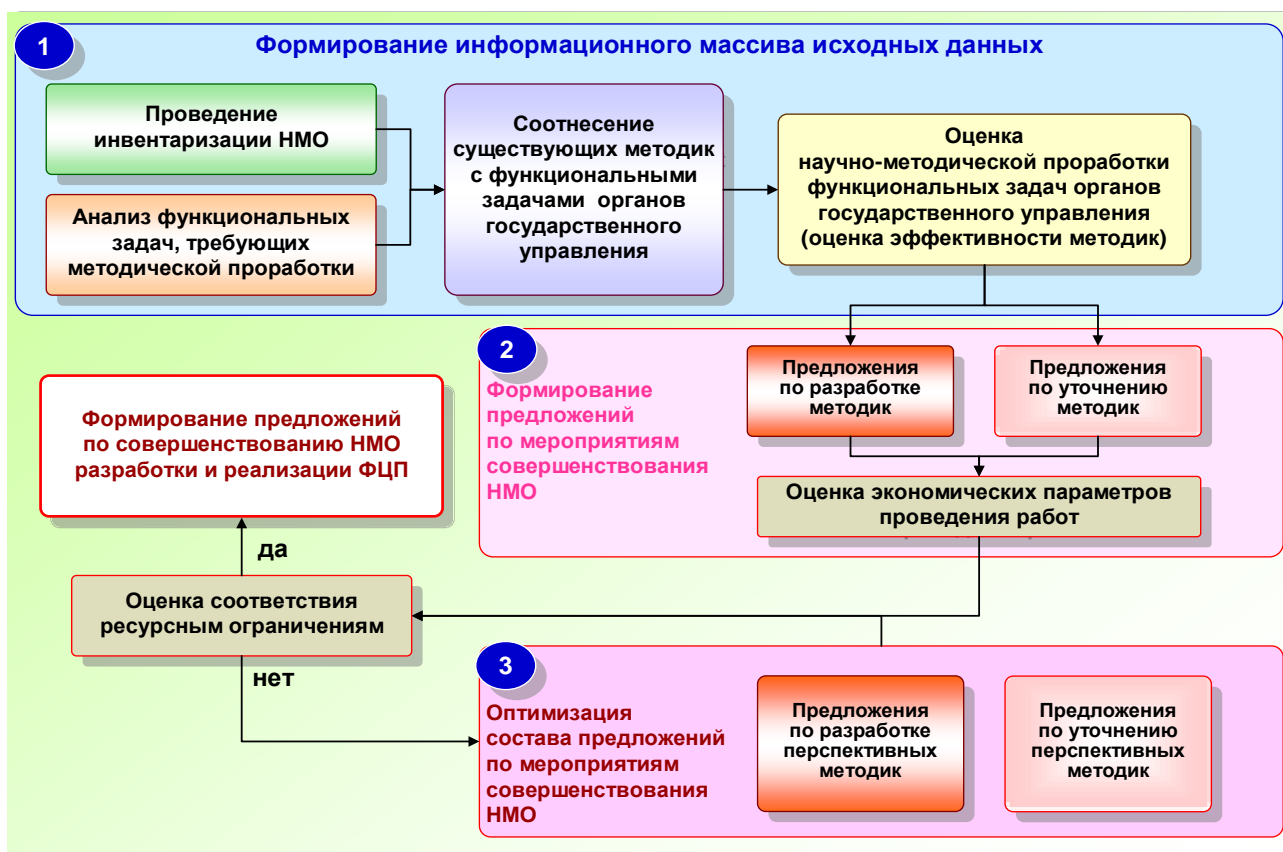 1
Формирование информационного массива исходных данных
Проведение
инвентаризации НМО
Анализ функциональных
задач, требующих
методической проработки
Соотнесение
существующих методик
с функциональными
задачами органов
государственного
управления
Оценка
научно-методической проработки
функциональных задач органов
государственного управления
(оценка эффективности методик)
2
Формирование
предложений
по мероприятиям
совершенствования
НМО
Предложения
по разработке
методик
Предложения
по уточнению
методик
Оценка экономических параметров
проведения работ
Формирование предложений
по совершенствованию НМО
разработки и реализации ФЦП
да
Оценка соответствия
ресурсным ограничениям
нет
3
Оптимизация
состава предложений
по мероприятиям
совершенствования
НМО
Предложения
по разработке
перспективных
методик
Предложения
по уточнению
перспективных
методик